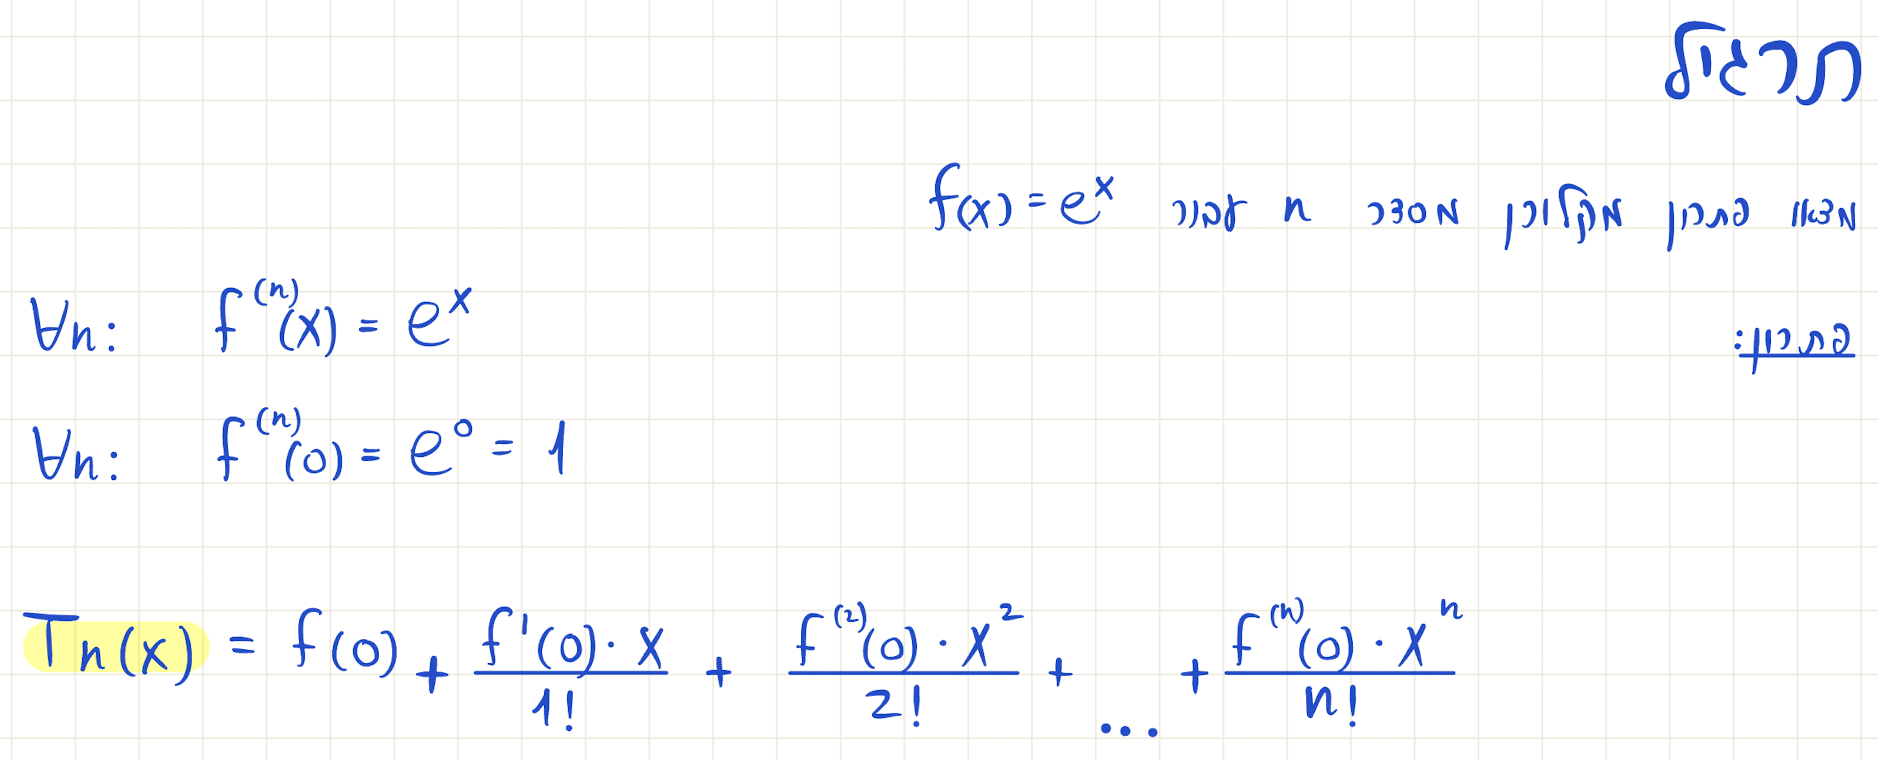 תרגיל
מצאו פתרון מקלורן מסדר n עבור f(x) = e^x
פתרון:
∀n: f^(n)(x) = e^x
∀n: f^(n)(0) = e^0 = 1
Tn(x) = f(0) + f'(0)·x/1! + f^(2)(0)·x^2/2! + ... + f^(n)(0)·x^n/n!